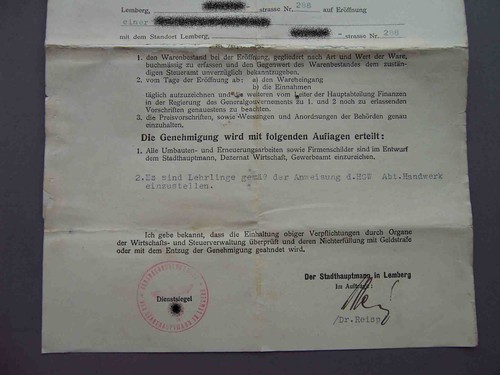 Lemberg, strasse Nr. 298 auf Eröffnung
einer
mit dem Standort Lemberg, strasse Nr. 298
1. den Warenbestand bei der Eröffnung, gegliedert nach Art und Wert der Ware,
buchmässig zu erfassen und den Gegenwert des Warenbestandes dem zustän-
digen Steueramt unverzüglich bekanntzugeben,
2. vom Tage der Eröffnung ab: a) den Wareneingang
b) die Einnahmen
täglich aufzuzeichnen und die weiteren vom Leiter der Hauptabteilung Finanzen
in der Regierung des Generalgouvernements zu 1. und 2 noch zu erlassenden
Vorschriften genauestens zu beachten.
3. die Preisvorschriften, sowie Weisungen und Anordnungen der Behörden genau
einzuhalten.
Die Genehmigung wird mit folgenden Auflagen erteilt:
1. Alle Umbauten- und Erneuerungsarbeiten sowie Firmenschilder sind im Entwurf
dem Stadthauptmann, Dezernat Wirtschaft, Gewerbeamt einzureichen.
2. Es sind Lehrlinge gemäß der Anweisung d. Abt. Handwerk
einzustellen.
Ich gebe bekannt, dass die Einhaltung obiger Verpflichtungen durch Organe
der Wirtschafts- und Steuerverwaltung überprüft und deren Nichterfüllung mit Geldstrafe
oder mit dem Entzug der Genehmigung geahndet wird.
Der Stadthauptmann in Lemberg
Im Auftrage:
Dienstsiegel
/Dr. Reisp